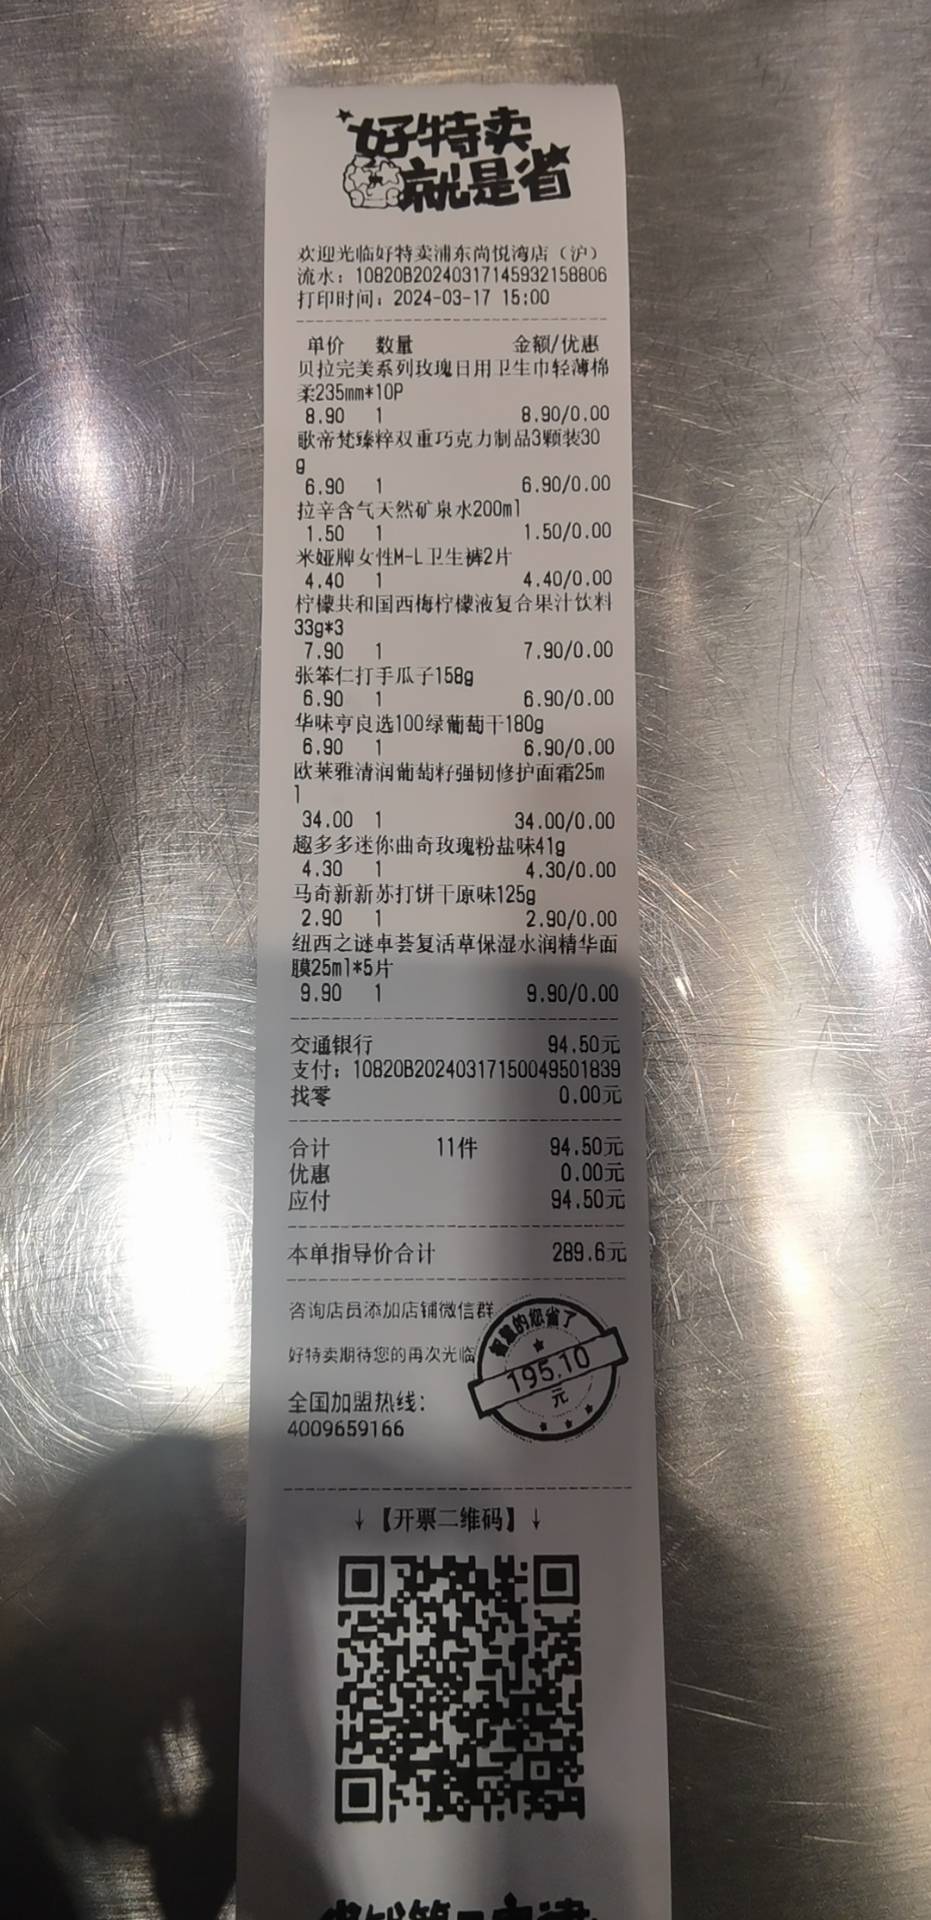 好特卖
就是省
欢迎光临好特卖浦东尚悦湾店（沪）
流水：10820B20240317145932158806
打印时间：2024-03-17 15:00
单价 数量 金额/优惠
贝拉完美系列玫瑰日用卫生巾轻薄棉
柔235mm*10P
8.90 1 8.90/0.00
歌帝梵臻粹双重巧克力制品3颗装30
g
6.90 1 6.90/0.00
拉辛含气天然矿泉水200ml
1.50 1 1.50/0.00
米娅牌女性M-L卫生裤2片
4.40 1 4.40/0.00
柠檬共和国西梅柠檬液复合果汁饮料
33g*3
7.90 1 7.90/0.00
张笨仁打手瓜子158g
6.90 1 6.90/0.00
华味亨良选100绿葡萄干180g
6.90 1 6.90/0.00
欧莱雅清润葡萄籽强韧修护面霜25m
l
34.00 1 34.00/0.00
趣多多迷你曲奇玫瑰粉盐味41g
4.30 1 4.30/0.00
马奇新新苏打饼干原味125g
2.90 1 2.90/0.00
纽西之谜卓荟复活草保湿水润精华面
膜25ml*5片
9.90 1 9.90/0.00
交通银行 94.50元
支付：10820B20240317150049501839
找零 0.00元
合计 11件 94.50元
优惠 0.00元
应付 94.50元
本单指导价合计 289.6元
咨询店员添加店铺微信群
好特卖期待您的再次光临
的您省了
195.10
元
全国加盟热线：
4009659166
↓【开票二维码】↓